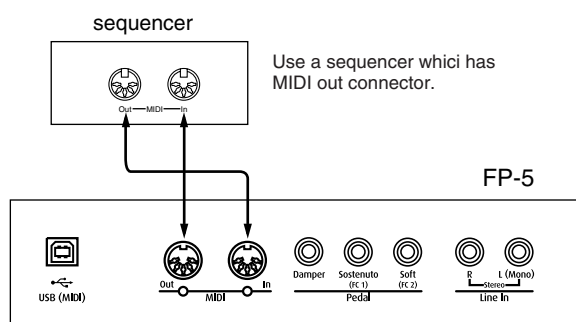 sequencer
Use a sequencer whici has
MIDI out connector.
Out MIDI In
FP-5
USB (MIDI)
Out MIDI In
Damper Sostenuto Soft
(FC 1) (FC 2)
Pedal
R L (Mono)
Stereo
Line In